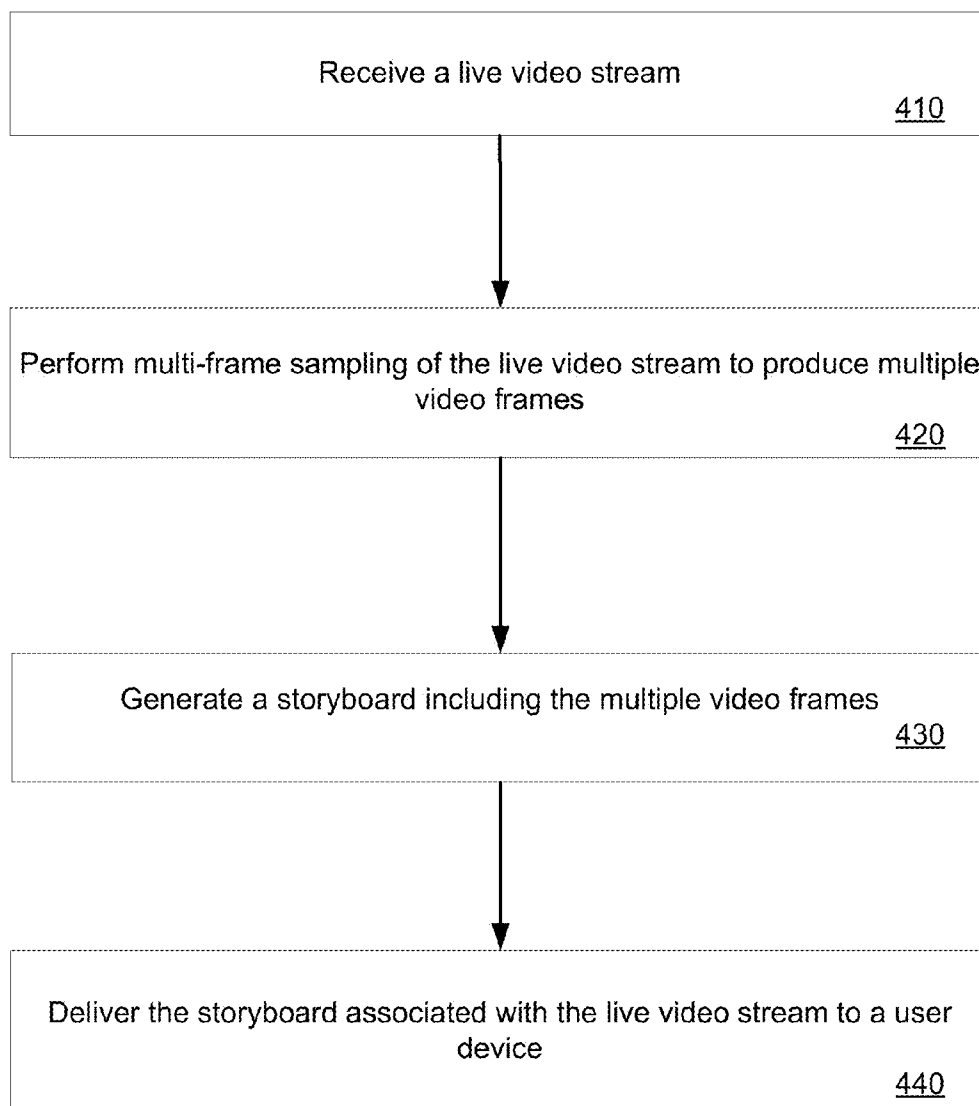 Receive a live video stream
410
Perform multi-frame sampling of the live video stream to produce multiple
video frames
420
Generate a storyboard including the multiple video frames
430
Deliver the storyboard associated with the live video stream to a user
device
440